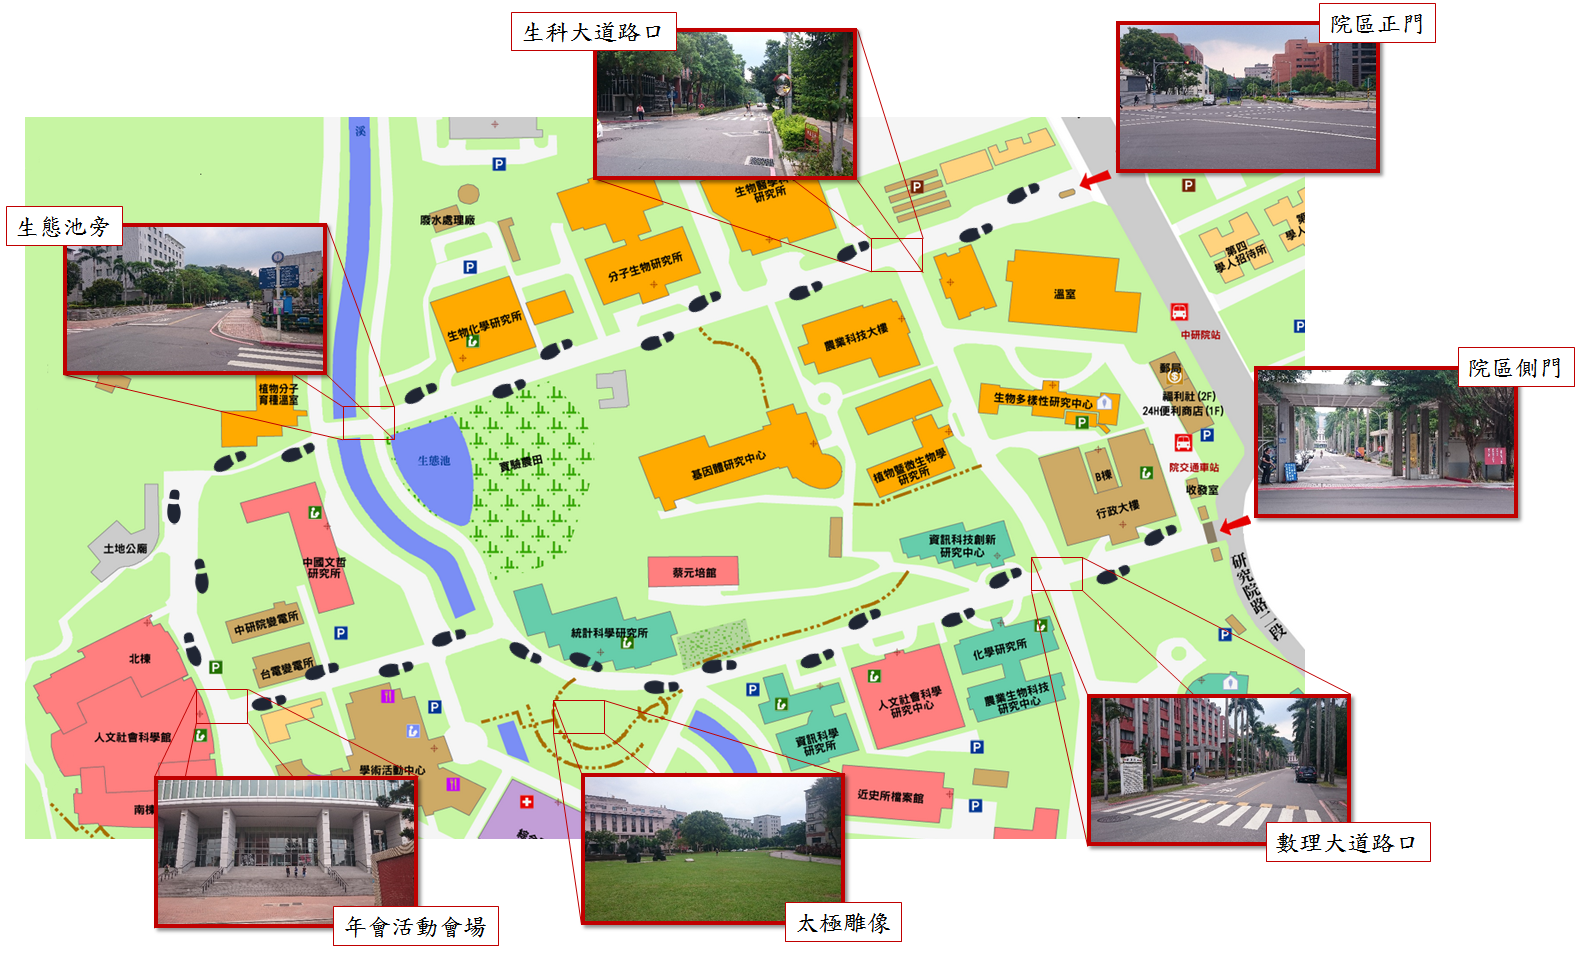 生科大道路口
院區正門
溪
生態池旁
廢水處理廠
生物醫學科
研究所
分子生物研究所
第四
學人招待所
第
學人
溫室
中研院站
生物化學研究所
農業科技大樓
郵局
福利社(2F)
24H便利商店(1F)
院區側門
植物分子
育種溫室
生物多樣性研究中心
生態池
實驗農田
基因體研究中心
植物暨微生物學
研究所
院交通車站
B棟
收發室
行政大樓
土地公廟
中國文哲
研究所
資訊科技創新
研究中心
蔡元培館
研究院路二段
中研院變電所
統計科學研究所
化學研究所
北棟
台電變電所
人文社會科學
研究中心
農業生物科技
研究中心
人文社會科學館
資訊科學
研究所
學術活動中心
近史所檔案館
南棟
數理大道路口
年會活動會場
太極雕像